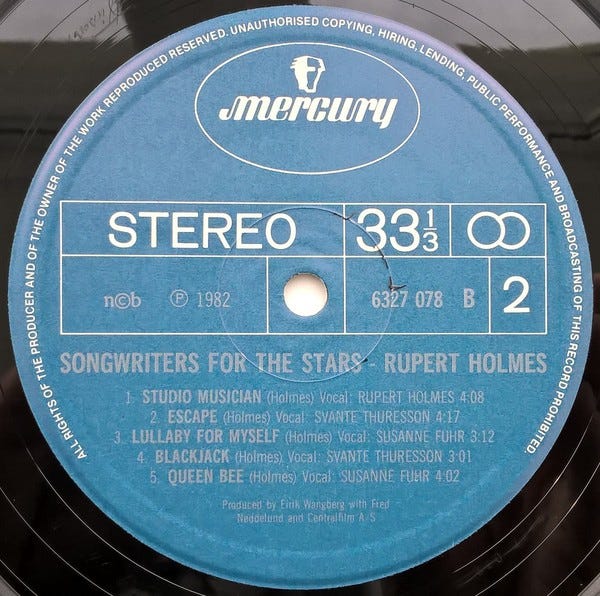 ALL RIGHTS OF THE PRODUCER AND OF THE OWNER OF THE WORK REPRODUCED RESERVED. UNAUTHORISED COPYING, HIRING, LENDING, PUBLIC PERFORMANCE AND BROADCASTING OF THIS RECORD PROHIBITED
mercury
STEREO 33 1/3
n©b ℗ 1982 6327 078 B 2
SONGWRITERS FOR THE STARS - RUPERT HOLMES
1. STUDIO MUSICIAN (Holmes) Vocal: RUPERT HOLMES 4:08
2. ESCAPE (Holmes) Vocal: SVANTE THURESSON 4:17
3. LULLABY FOR MYSELF (Holmes) Vocal: SUSANNE FUHR 3:12
4. BLACKJACK (Holmes) Vocal: SVANTE THURESSON 3:01
5. QUEEN BEE (Holmes) Vocal: SUSANNE FUHR 4:02
Produced by Eirik Wangberg with Fred
Neddelund and Centralfilm A S